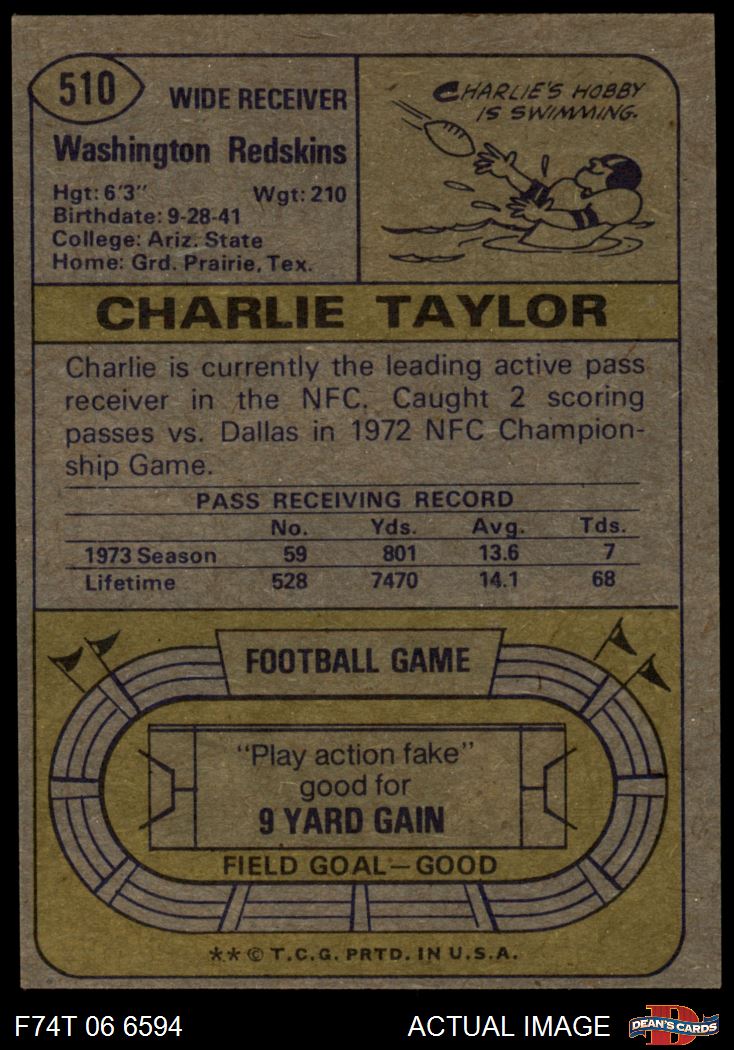 510
WIDE RECEIVER
Washington Redskins
Hgt: 6'3" Wgt: 210
Birthdate: 9-28-41
College: Ariz. State
Home: Grd. Prairie, Tex.
CHARLIE'S HOBBY
IS SWIMMING.
CHARLIE TAYLOR
Charlie is currently the leading active pass
receiver in the NFC. Caught 2 scoring
passes vs. Dallas in 1972 NFC Champion-
ship Game.
PASS RECEIVING RECORD
No. Yds. Avg. Tds.
1973 Season 59 801 13.6 7
Lifetime 528 7470 14.1 68
FOOTBALL GAME
"Play action fake"
good for
9 YARD GAIN
FIELD GOAL—GOOD
**© T.C.G. PRTD. IN U.S.A.
F74T 06 6594
ACTUAL IMAGE
D
DEAN'S CARDS